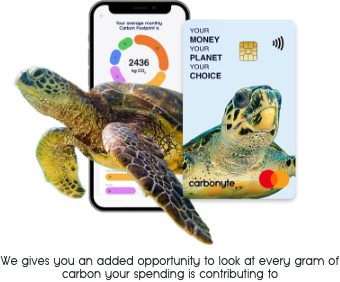 Your average monthly
Carbon Footprint is
2436
kg CO2
YOUR
MONEY
YOUR
PLANET
YOUR
CHOICE
carbonyte
We gives you an added opportunity to look at every gram of
carbon your spending is contributing to